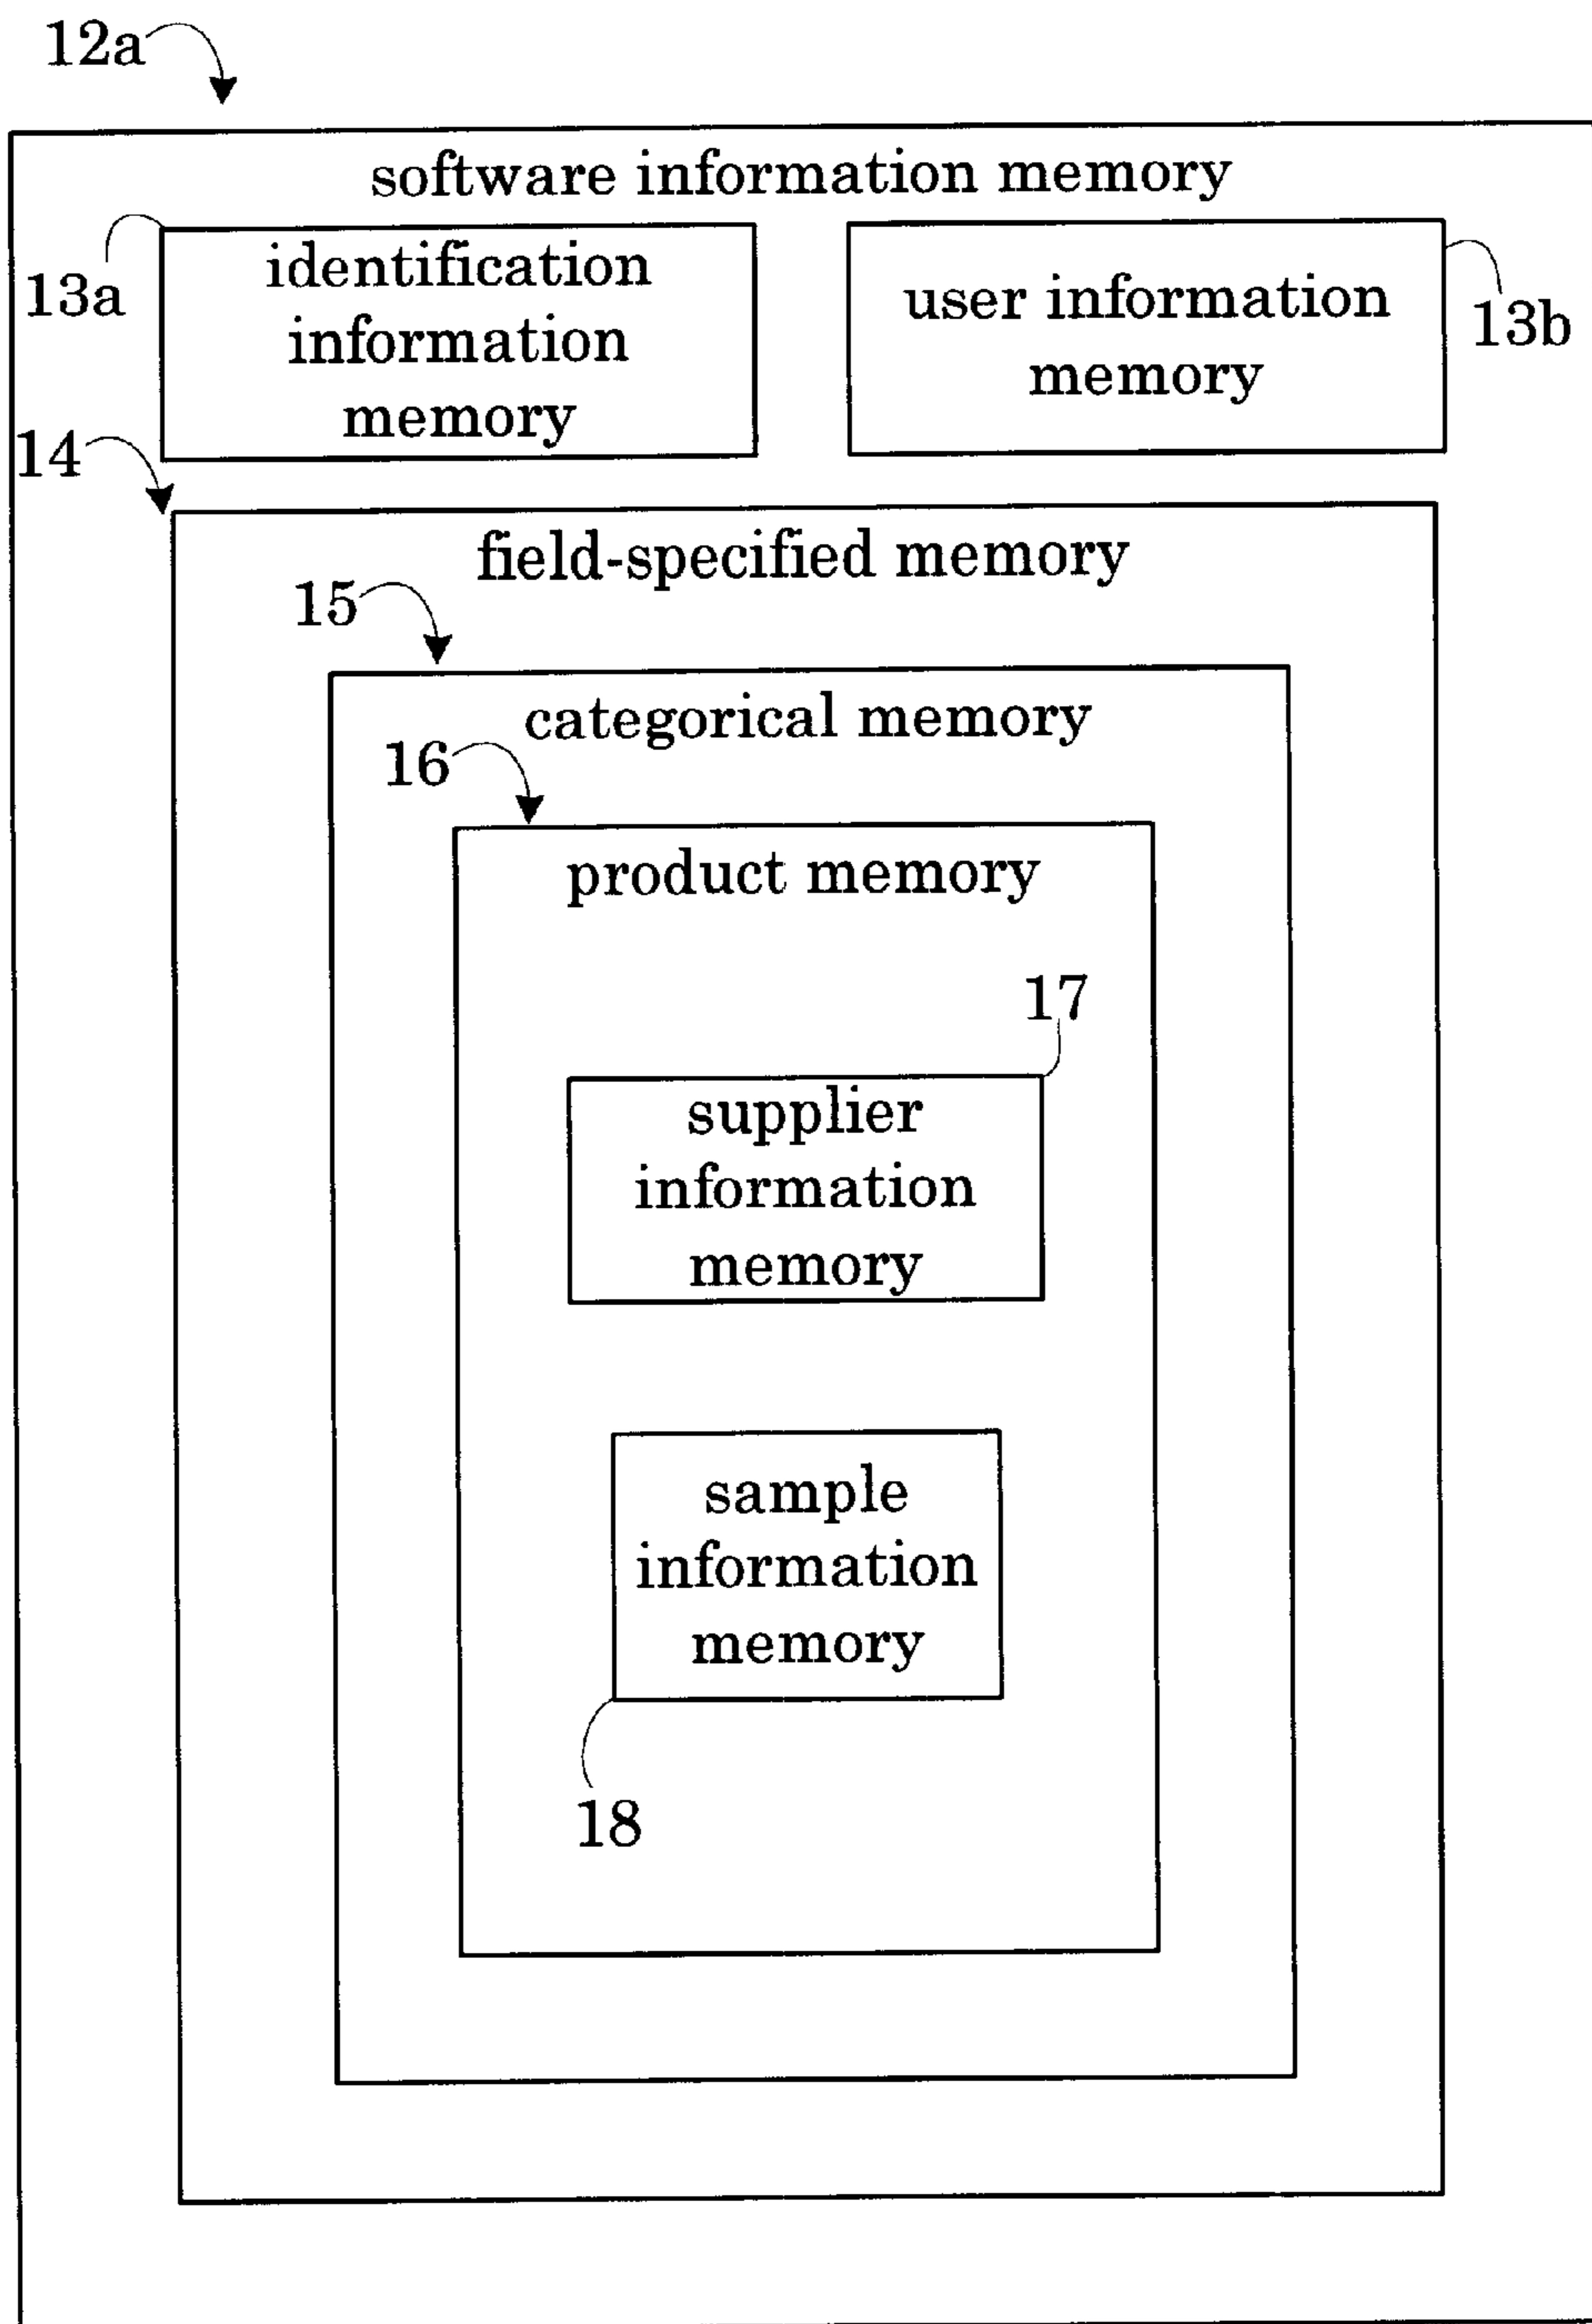 12a
software information memory
13a
identification
information
memory
user information
memory
13b
14
field-specified memory
15
categorical memory
16
product memory
17
supplier
information
memory
sample
information
memory
18